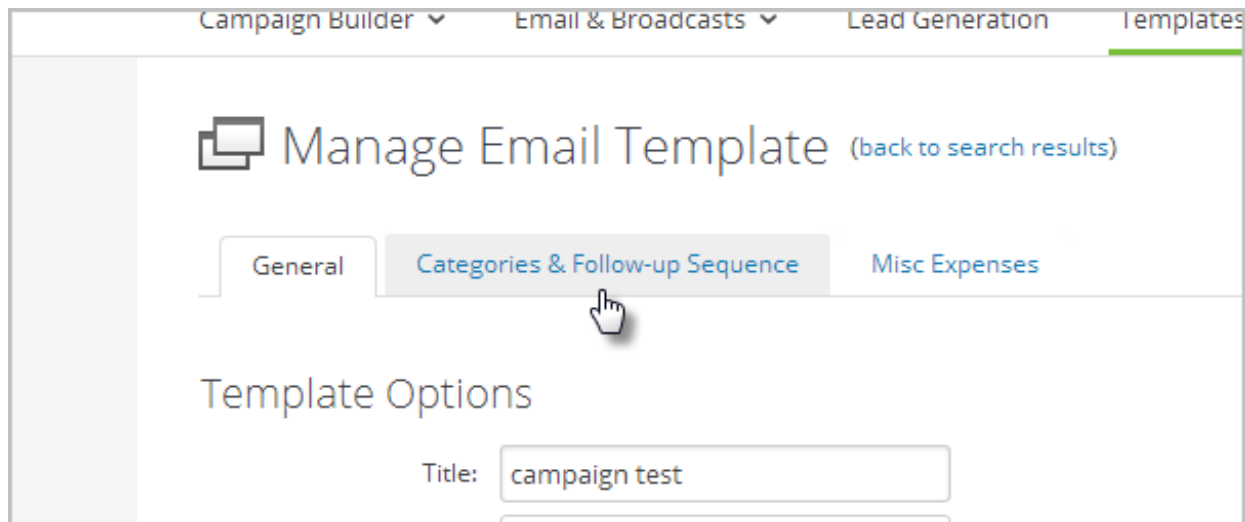 Campaign Builder Email & Broadcasts Lead Generation Templates
Manage Email Template (back to search results)
General Categories & Follow-up Sequence Misc Expenses
Template Options
Title: campaign test